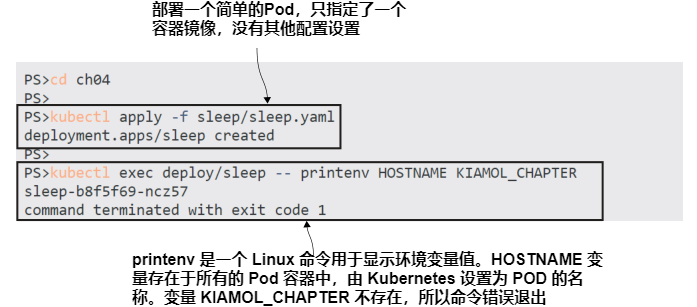 部署一个简单的Pod，只指定了一个
容器镜像，没有其他配置设置
PS>cd ch04
PS>
PS>kubectl apply -f sleep/sleep.yaml
deployment.apps/sleep created
PS>
PS>kubectl exec deploy/sleep -- printenv HOSTNAME KIAMOL_CHAPTER
sleep-b8f5f69-ncz57
command terminated with exit code 1
printenv 是一个 Linux 命令用于显示环境变量值。HOSTNAME 变
量存在于所有的 Pod 容器中，由 Kubernetes 设置为 POD 的名
称。变量 KIAMOL_CHAPTER 不存在，所以命令错误退出